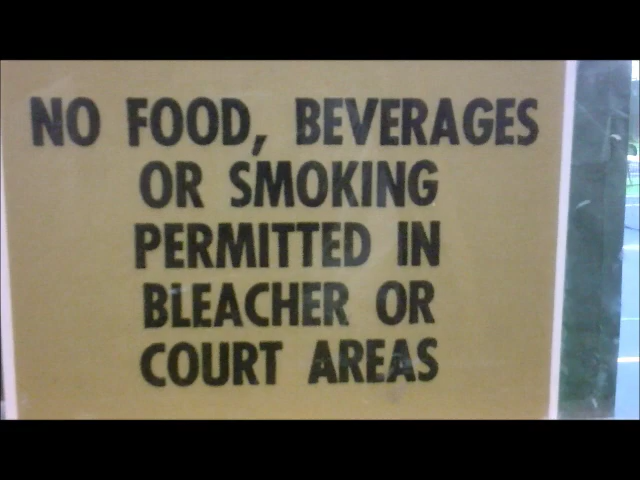 NO FOOD, BEVERAGES
OR SMOKING
PERMITTED IN
BLEACHER OR
COURT AREAS